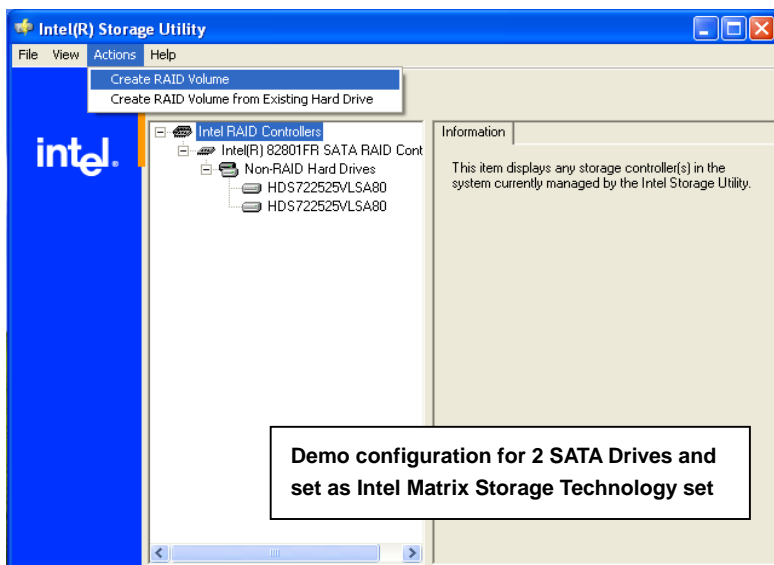 Intel(R) Storage Utility
File View Actions Help
Create RAID Volume
Create RAID Volume from Existing Hard Drive
intel.
Intel RAID Controllers
Intel(R) 82801FR SATA RAID Cont
Non-RAID Hard Drives
HDS722525VLSA80
HDS722525VLSA80
Information
This item displays any storage controller(s) in the
system currently managed by the Intel Storage Utility.
Demo configuration for 2 SATA Drives and
set as Intel Matrix Storage Technology set